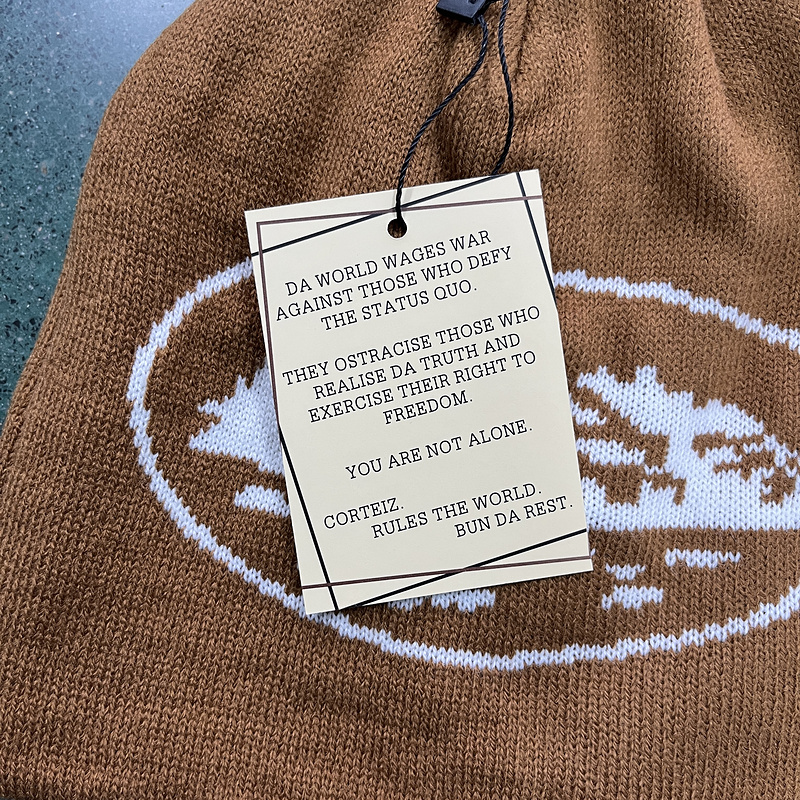 DA WORLD WAGES WAR
AGAINST THOSE WHO DEFY
THE STATUS QUO.
THEY OSTRACISE THOSE WHO
REALISE DA TRUTH AND
EXERCISE THEIR RIGHT TO
FREEDOM.
YOU ARE NOT ALONE.
CORTEIZ.
RULES THE WORLD.
BUN DA REST.